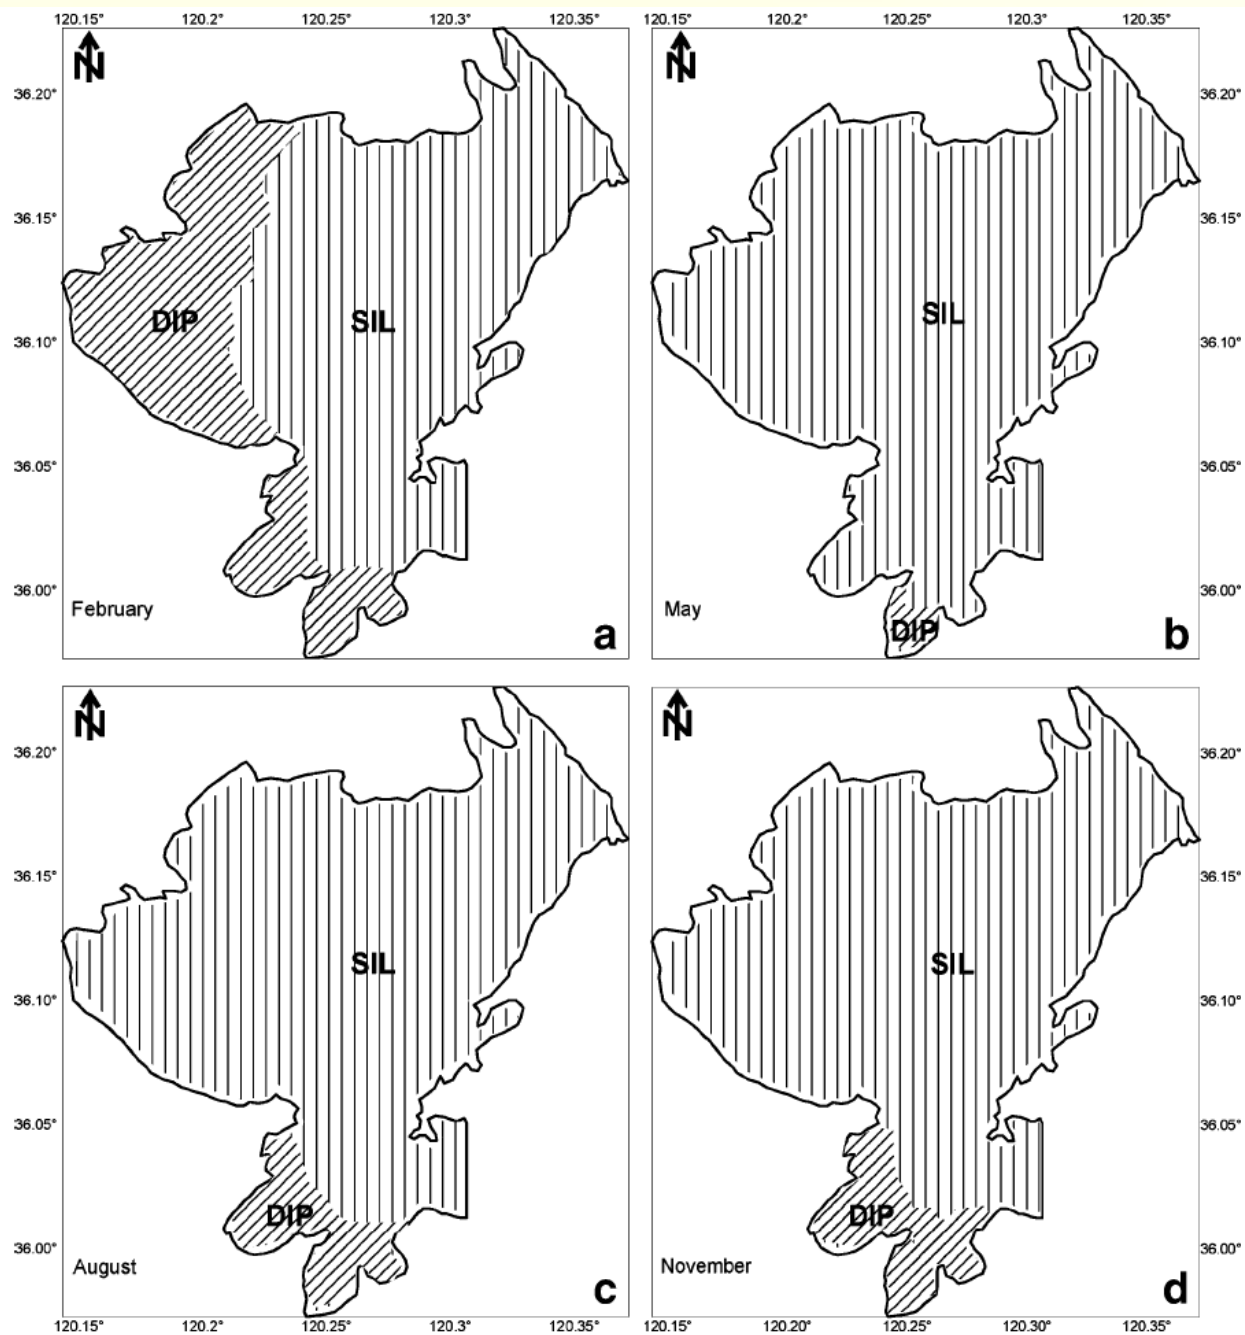 120.15° 120.2° 120.25° 120.3° 120.35° 120.15° 120.20° 120.25° 120.30° 120.35°
N N
36.20° 36.20°
36.15° 36.15°
DIP SIL SIL
36.10° 36.10°
36.05° 36.05°
36.00° 36.00°
February a May DIP b
N N
36.20° 36.20°
36.15° 36.15°
SIL SIL
36.10° 36.10°
36.05° 36.05°
DIP DIP
36.00° 36.00°
August c November d
120.15° 120.2° 120.25° 120.3° 120.35° 120.20° 120.25° 120.30° 120.35°